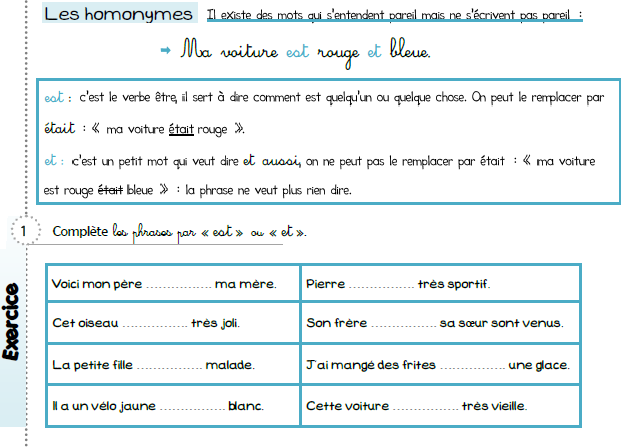 Les homonymes Il existe des mots qui s'entendent pareil mais ne s'écrivent pas pareil :
➡ Ma voiture est rouge et bleue.
est : c'est le verbe être, il sert à dire comment est quelqu'un ou quelque chose. On peut le remplacer par
était : « ma voiture était rouge ».
et : c'est un petit mot qui veut dire et aussi, on ne peut pas le remplacer par était : « ma voiture
est rouge était bleue » : la phrase ne veut plus rien dire.
1 Complète les phrases par « est » ou « et ».
Exercice
Voici mon père ............... ma mère. Pierre ............... très sportif.
Cet oiseau ............... très joli. Son frère ............... sa sœur sont venus.
La petite fille ............... malade. J'ai mangé des frites ............... une glace.
Il a un vélo jaune ............... blanc. Cette voiture ............... très vieille.